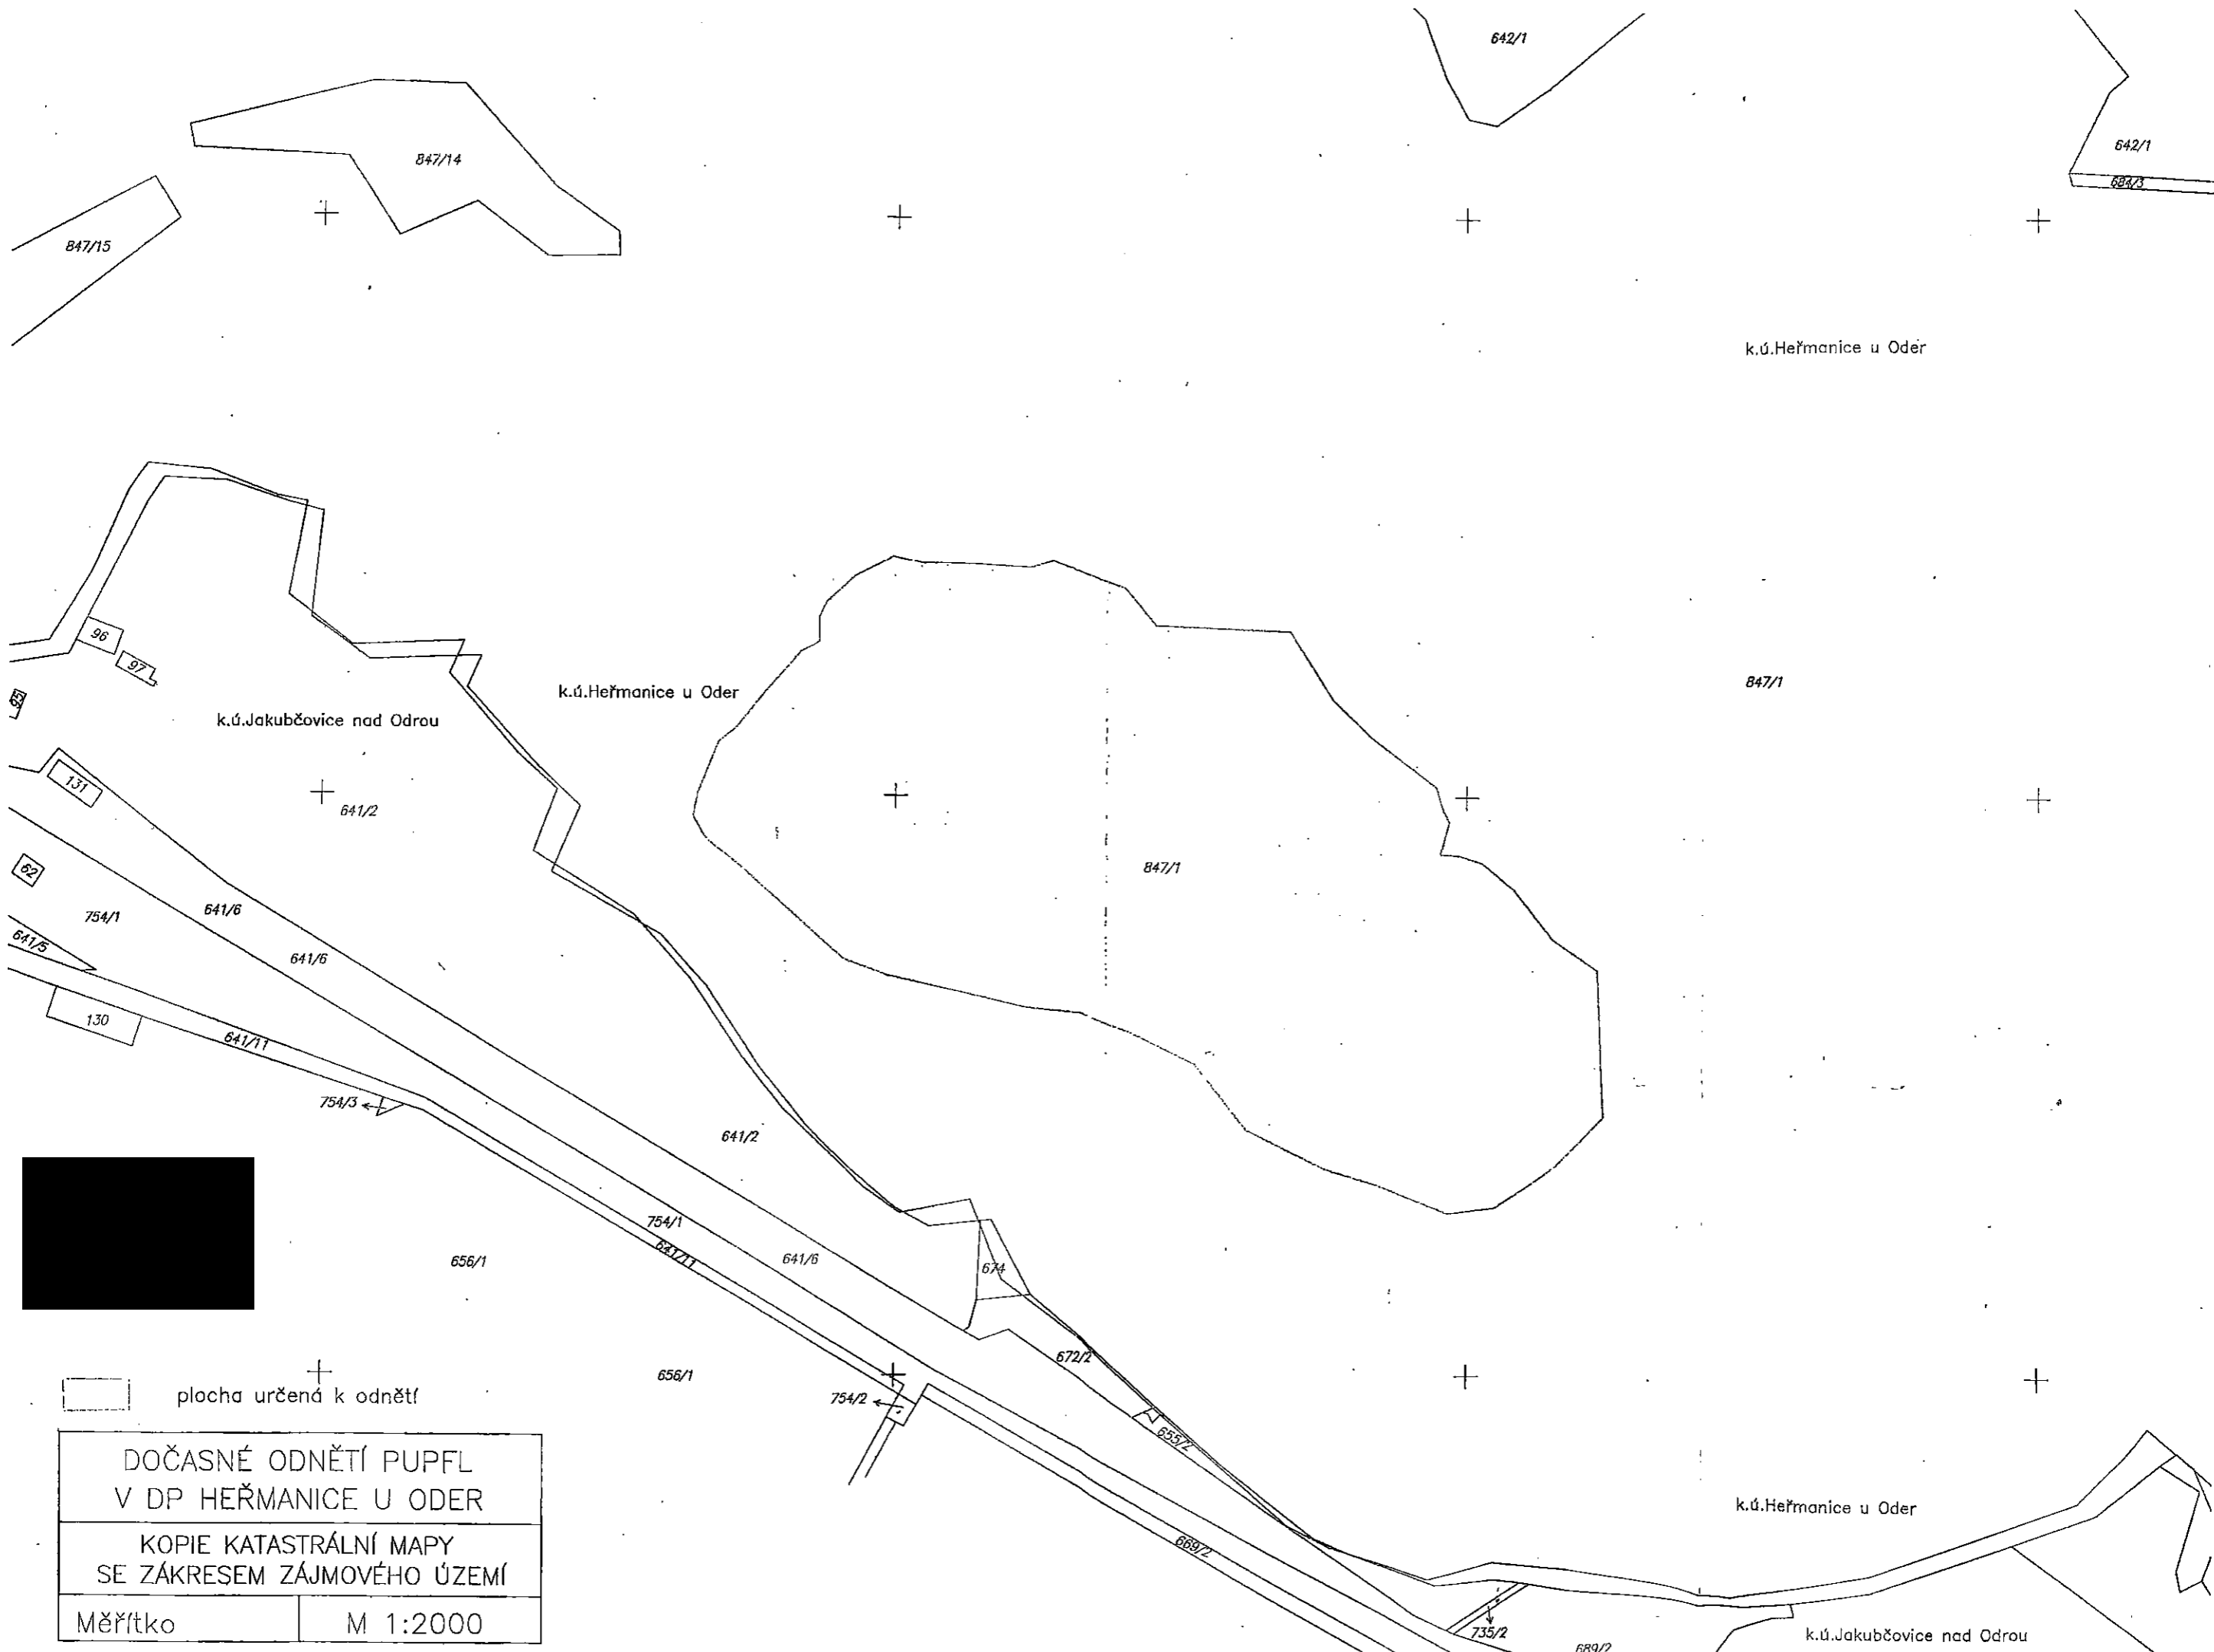 642/1
847/14
642/1
684/3
847/15
k.ú.Heřmanice u Oder
96
97
k.ú.Heřmanice u Oder
847/1
k.ú.Jakubčovice nad Odrou
131
641/2
62
847/1
754/1
641/6
641/5
641/6
130
641/11
754/3
641/2
754/1
641/11
641/6
656/1
674
672/2
656/1
754/2
plocha určená k odnětí
655/2
DOČASNÉ ODNĚTÍ PUPFL
V DP HEŘMANICE U ODER
k.ú.Heřmanice u Oder
669/2
KOPIE KATASTRÁLNÍ MAPY
SE ZÁKRESEM ZÁJMOVÉHO ÚZEMÍ
Měřítko M 1:2000
735/2
689/2
k.ú.Jakubčovice nad Odrou